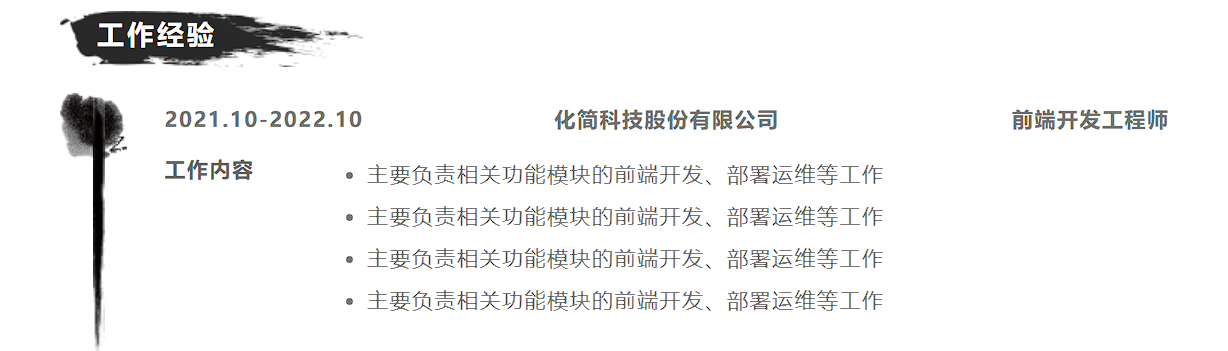 工作经验
2021.10-2022.10 化简科技股份有限公司 前端开发工程师
工作内容
• 主要负责相关功能模块的前端开发、部署运维等工作
• 主要负责相关功能模块的前端开发、部署运维等工作
• 主要负责相关功能模块的前端开发、部署运维等工作
• 主要负责相关功能模块的前端开发、部署运维等工作